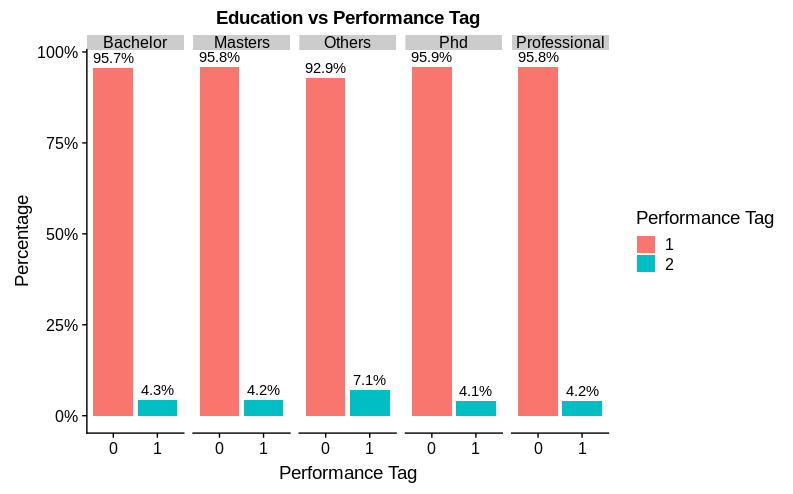 Education vs Performance Tag
Bachelor Masters Others Phd Professional
100%
95.7% 95.8% 92.9% 95.9% 95.8%
75%
50%
25%
4.3% 4.2% 7.1% 4.1% 4.2%
0%
0 1 0 1 0 1 0 1 0 1
Performance Tag
Percentage
Performance Tag
1
2